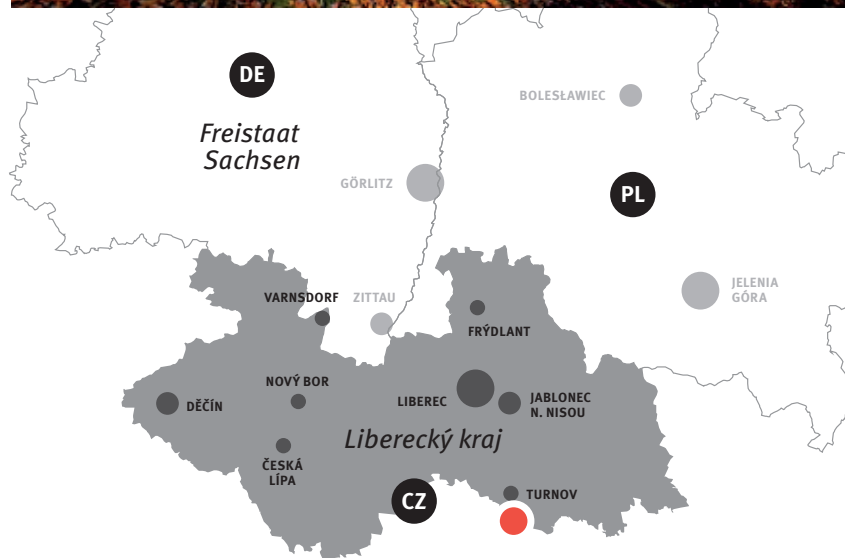 DE
Freistaat
Sachsen
BOLESŁAWIEC
GÖRLITZ
PL
JELENIA
GÓRA
VARNSDORF
ZITTAU
FRÝDLANT
NOVÝ BOR
DĚČÍN
LIBEREC
JABLONEC
N. NISOU
Liberecký kraj
ČESKÁ
LÍPA
CZ
TURNOV